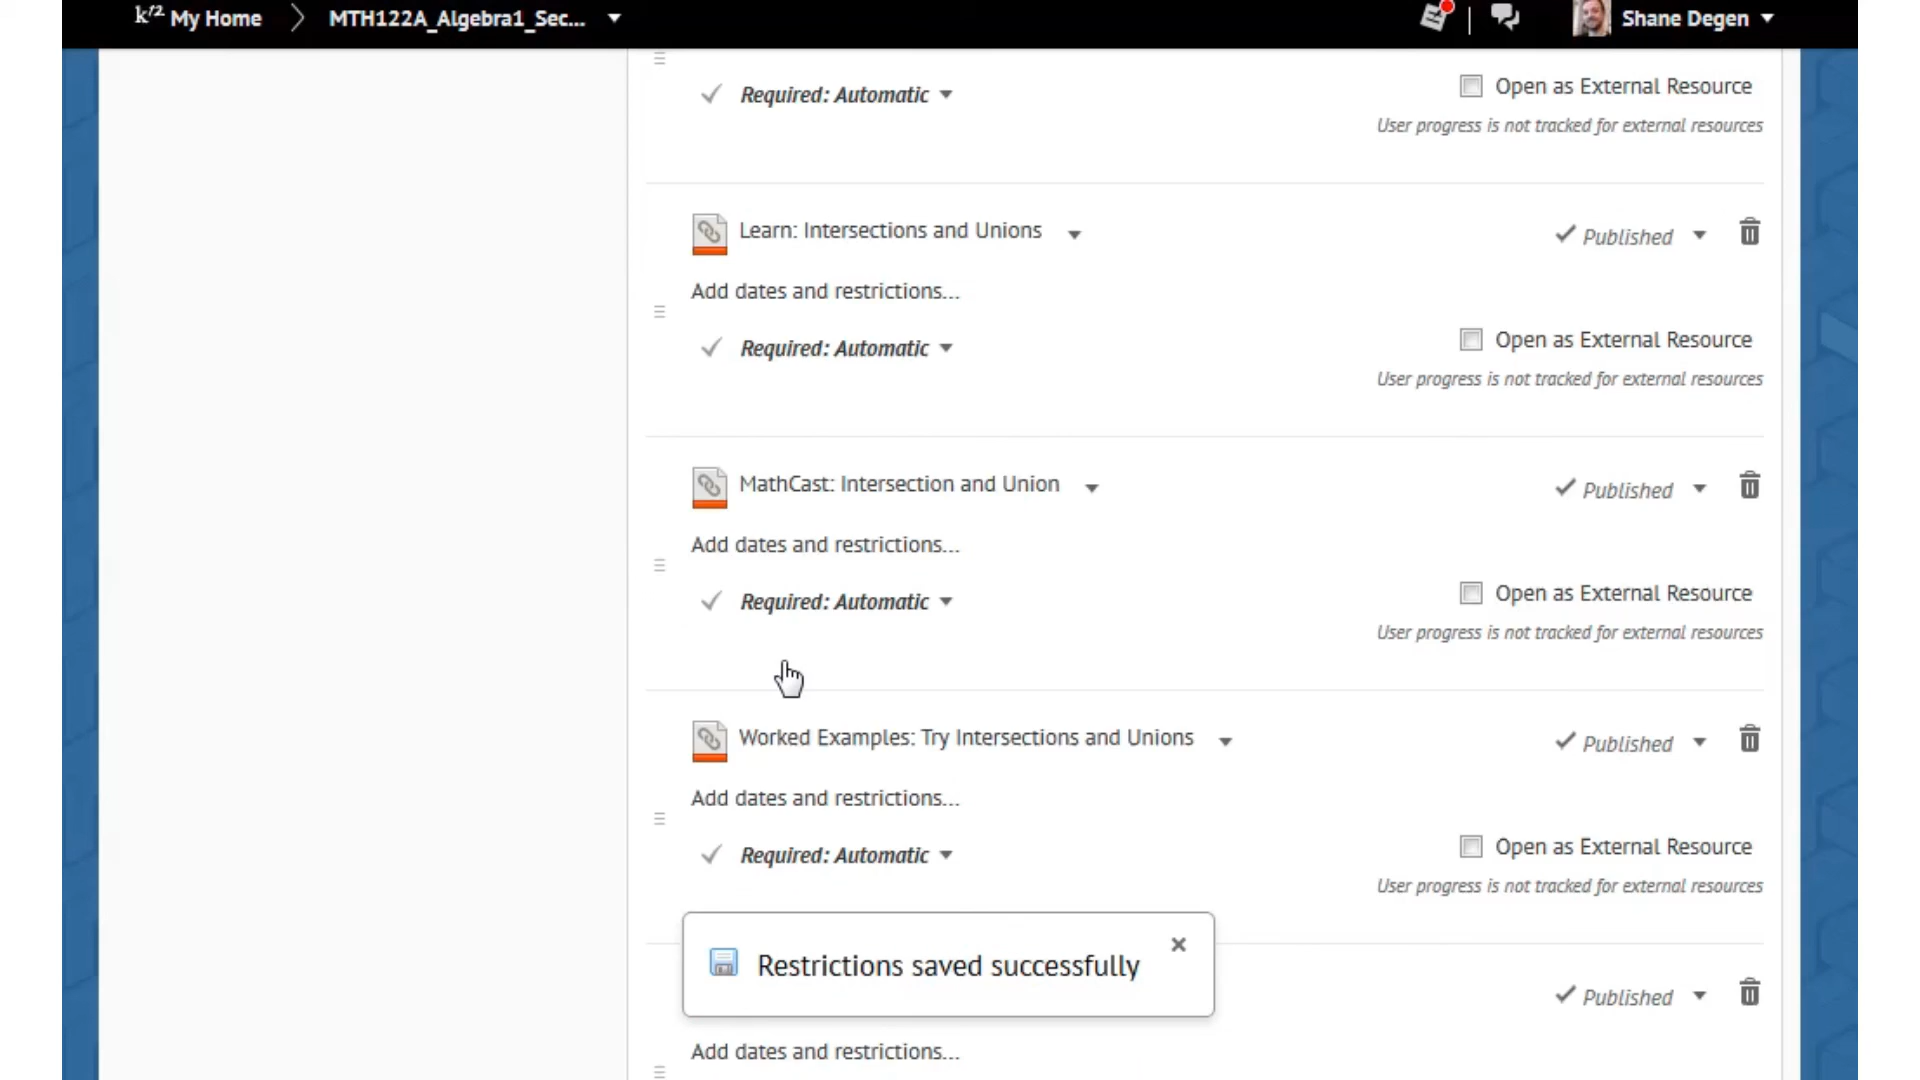 k12 My Home
MTH122A_Algebra1_Sec...
Shane Degen
Required: Automatic
Open as External Resource
User progress is not tracked for external resources
Learn: Intersections and Unions
Published
Add dates and restrictions...
Required: Automatic
Open as External Resource
User progress is not tracked for external resources
MathCast: Intersection and Union
Published
Add dates and restrictions...
Required: Automatic
Open as External Resource
User progress is not tracked for external resources
Worked Examples: Try Intersections and Unions
Published
Add dates and restrictions...
Required: Automatic
Open as External Resource
User progress is not tracked for external resources
Restrictions saved successfully
Published
Add dates and restrictions...